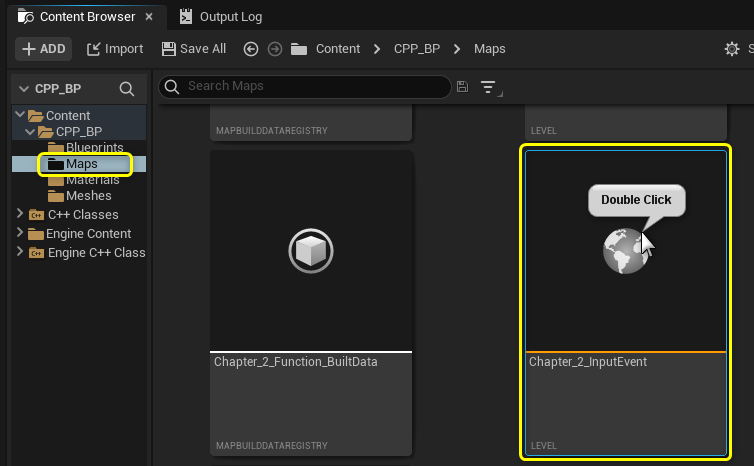 Content Browser
Output Log
ADD
Import
Save All
Content
CPP_BP
Maps
S
CPP_BP
Search Maps
Content
CPP_BP
Blueprints
Maps
Materials
Meshes
C++ Classes
Engine Content
Engine C++ Class
MAPBUILDDATAREGISTRY
LEVEL
Double Click
Chapter_2_Function_BuiltData
Chapter_2_InputEvent
MAPBUILDDATAREGISTRY
LEVEL